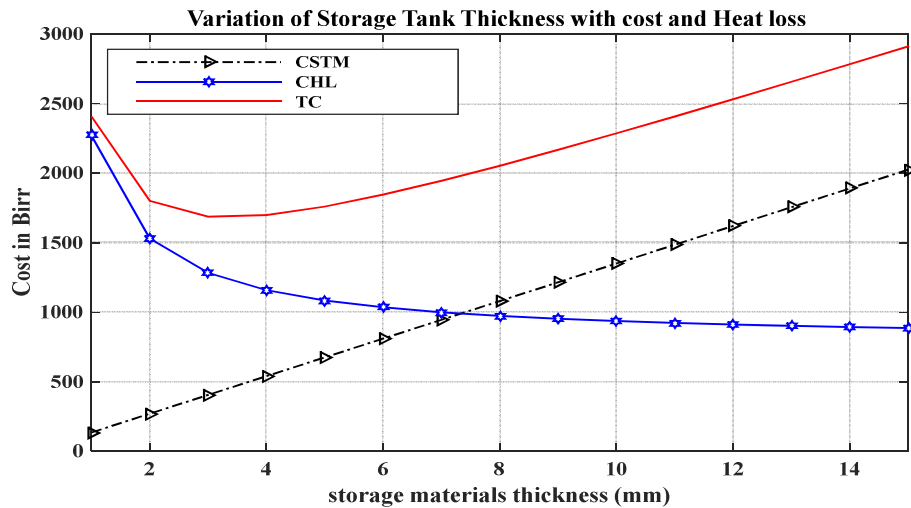 Variation of Storage Tank Thickness with cost and Heat loss
3000
2500
2000
1500
1000
500
0
Cost in Birr
CSTM
CHL
TC
2 4 6 8 10 12 14
storage materials thickness (mm)